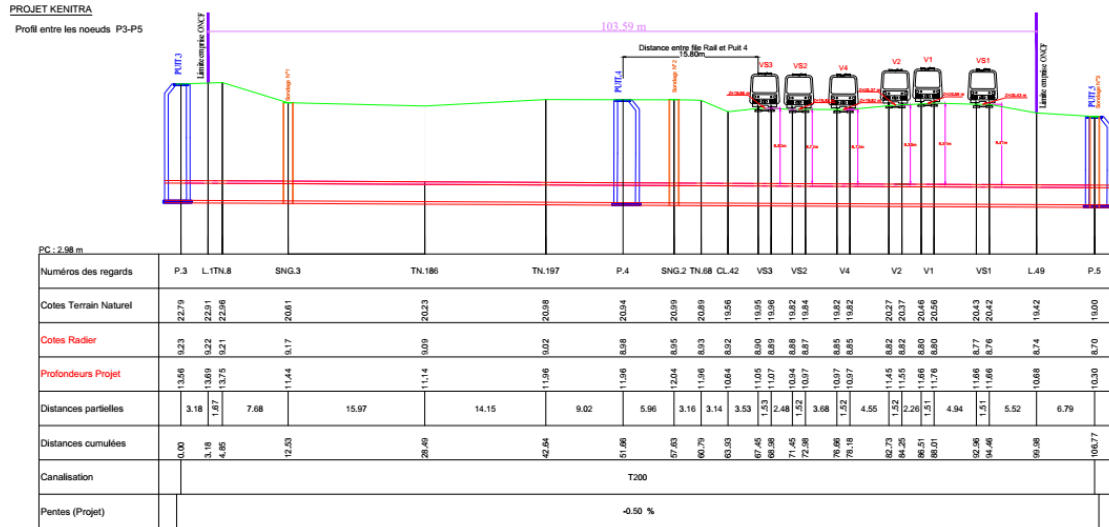 PROJET KENITRA
Profil entre les noeuds P3-P5
103.59 m
Limite emprise ONCF
Limite emprise ONCF
Distance entre file Rail et Puit 4
15.80m
PUIT.3
Sondage N°1
PUIT.4
Sondage N°2
VS3 VS2 V4 V2 V1 VS1
PUIT.5
Sondage N°3
PC : 2.98 m
Numéros des regards P.3 L.1 TN.8 SNG.3 TN.186 TN.197 P.4 SNG.2 TN.68 CL.42 VS3 VS2 V4 V2 V1 VS1 L.49 P.5
Cotes Terrain Naturel 22.79 22.91 22.96 20.61 20.23 20.98 20.94 20.99 20.89 19.56 19.95 19.96 19.82 19.84 19.82 19.82 20.27 20.37 20.46 20.56 20.43 20.42 19.42 19.00
Cotes Radier 9.23 9.22 9.21 9.17 9.09 9.02 8.98 8.95 8.93 8.92 8.90 8.89 8.88 8.87 8.85 8.85 8.82 8.82 8.80 8.80 8.77 8.76 8.74 8.70
Profondeurs Projet 13.56 13.69 13.75 11.44 11.14 11.96 11.96 12.04 11.96 10.64 11.05 11.07 10.94 10.97 10.97 10.97 11.45 11.55 11.66 11.76 11.66 11.66 10.68 10.30
Distances partielles 3.18 1.67 7.68 15.97 14.15 9.02 5.96 3.16 3.14 3.53 1.53 2.48 1.52 3.68 1.52 4.55 1.52 2.26 1.51 4.94 1.51 5.52 6.79
Distances cumulées 0.00 3.18 4.85 12.53 28.49 42.64 51.66 57.63 60.79 63.93 67.45 68.98 71.45 72.98 76.66 78.18 82.73 84.25 86.51 88.01 92.96 94.46 99.98 106.77
Canalisation T200
Pentes (Projet) -0.50 %